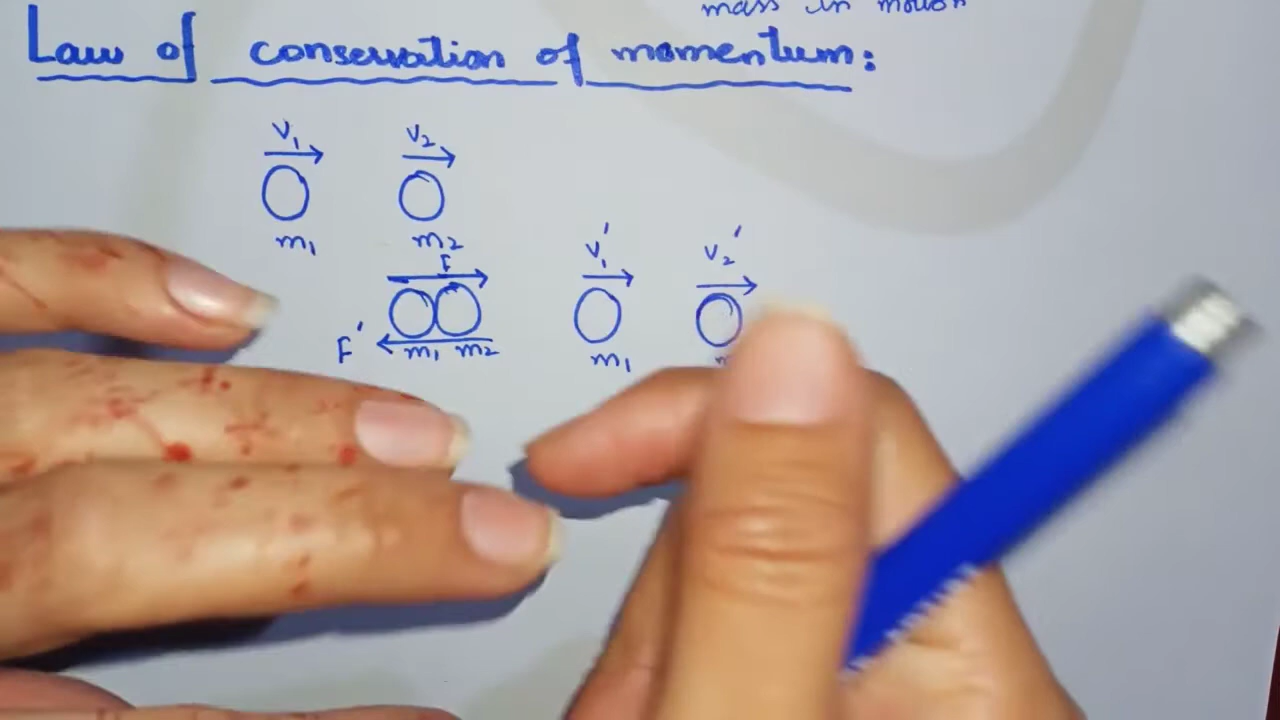 mass in motion
Law of conservation of momentum:
V₁ V₂
m₁ m₂
F
V₁' V₂'
F' m₁ m₂ m₁